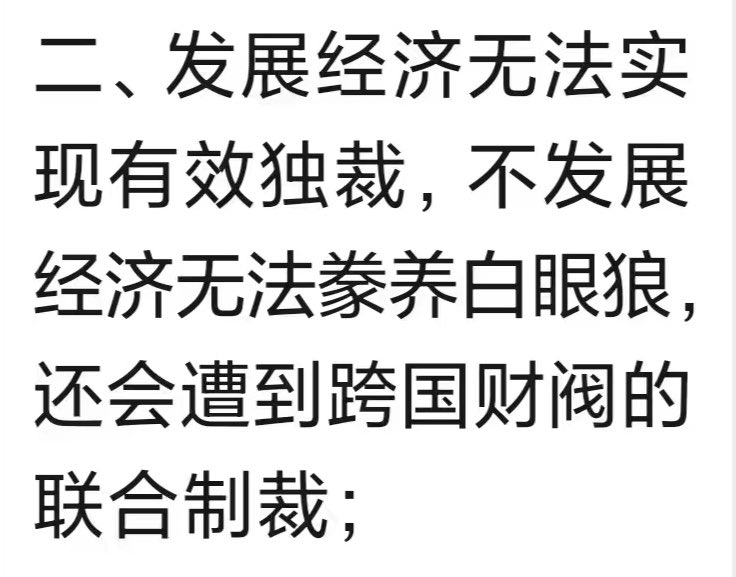 二、发展经济无法实
现有效独裁，不发展
经济无法豢养白眼狼，
还会遭到跨国财阀的
联合制裁；